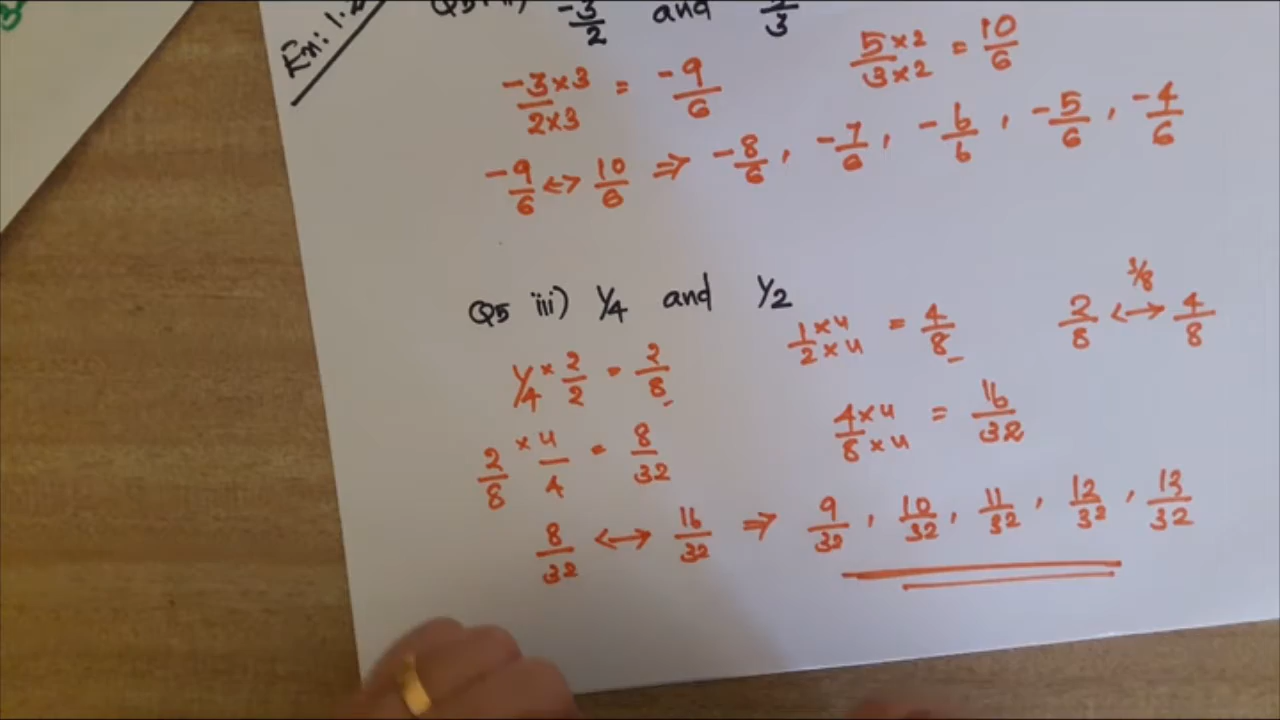 Ex: 1.2
Q5. ii) -3/2 and 5/3
-3×3/2×3 = -9/6 5×2/3×2 = 10/6
-9/6 ↔ 10/6 ⇒ -8/6, -7/6, -6/6, -5/6, -4/6
Q5 iii) 1/4 and 1/2
1/4 × 2/2 = 2/8 1×4/2×4 = 4/8 2/8 ↔ 4/8 3/8
2/8 × 4/4 = 8/32 4×4/8×4 = 16/32
8/32 ↔ 16/32 ⇒ 9/32, 10/32, 11/32, 12/32, 13/32